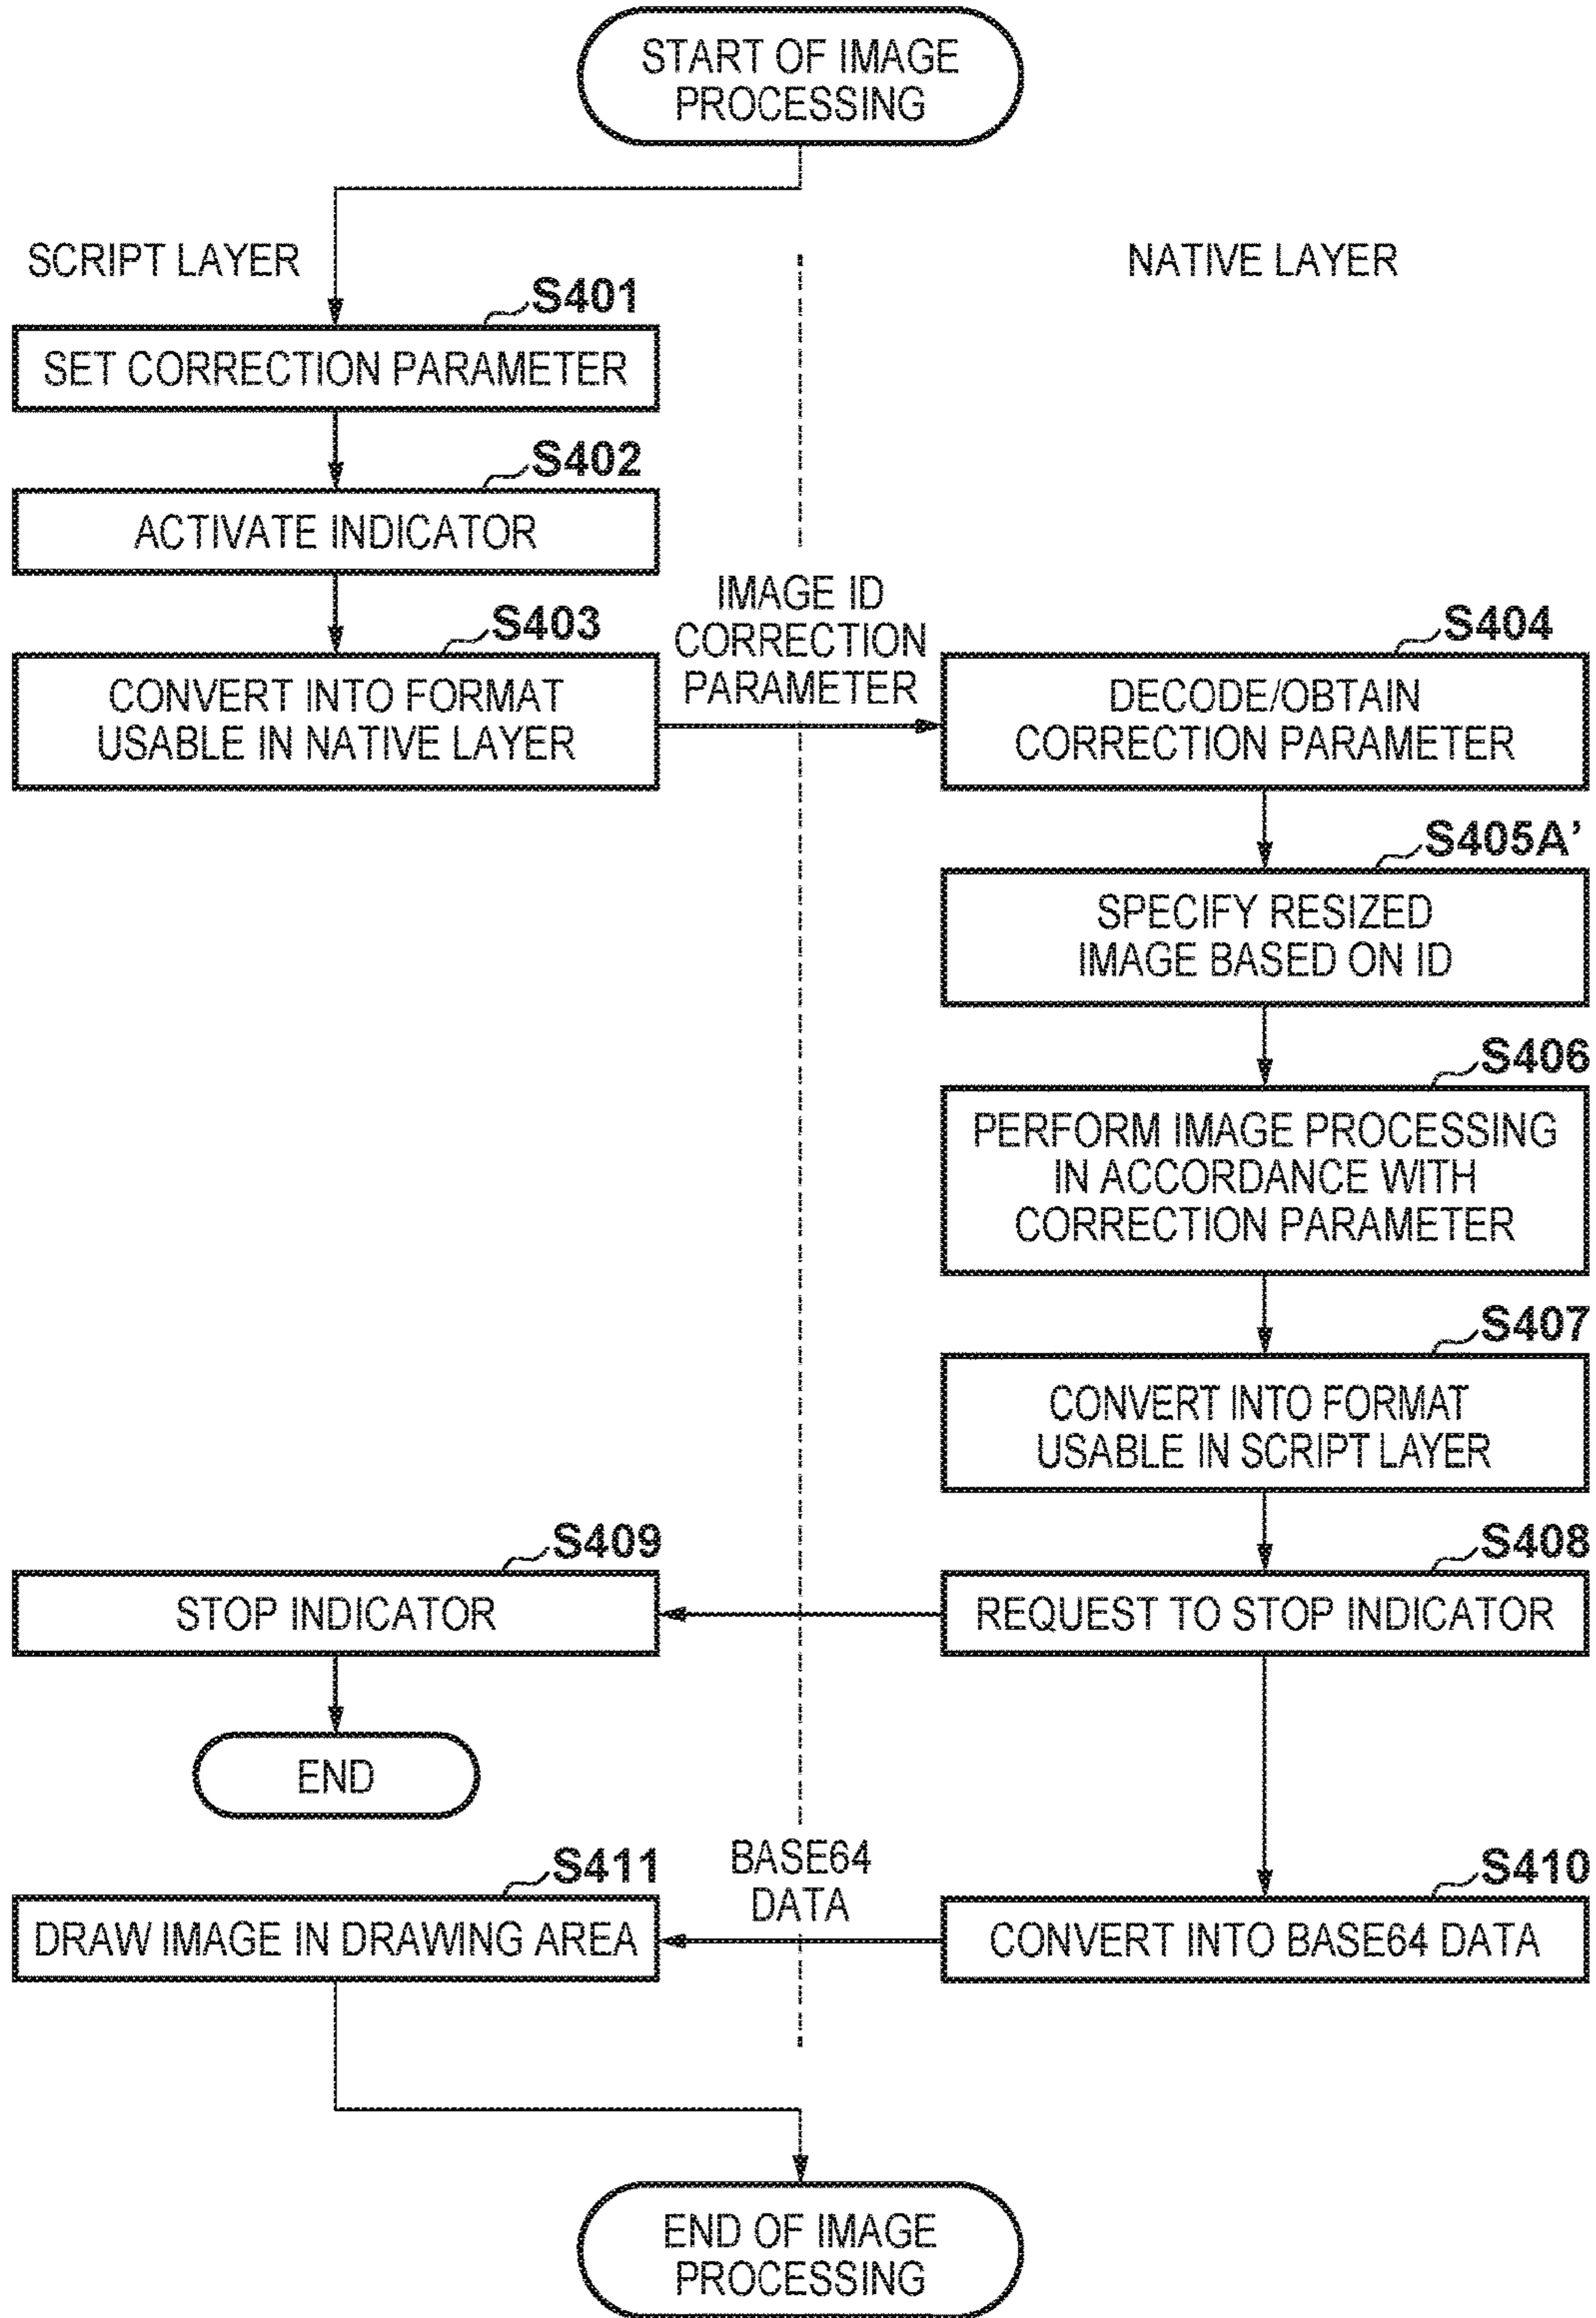 START OF IMAGE
PROCESSING
SCRIPT LAYER
NATIVE LAYER
S401
SET CORRECTION PARAMETER
S402
ACTIVATE INDICATOR
S403
CONVERT INTO FORMAT
USABLE IN NATIVE LAYER
IMAGE ID
CORRECTION
PARAMETER
S404
DECODE/OBTAIN
CORRECTION PARAMETER
S405A'
SPECIFY RESIZED
IMAGE BASED ON ID
S406
PERFORM IMAGE PROCESSING
IN ACCORDANCE WITH
CORRECTION PARAMETER
S407
CONVERT INTO FORMAT
USABLE IN SCRIPT LAYER
S408
REQUEST TO STOP INDICATOR
S409
STOP INDICATOR
END
S410
CONVERT INTO BASE64 DATA
BASE64
DATA
S411
DRAW IMAGE IN DRAWING AREA
END OF IMAGE
PROCESSING